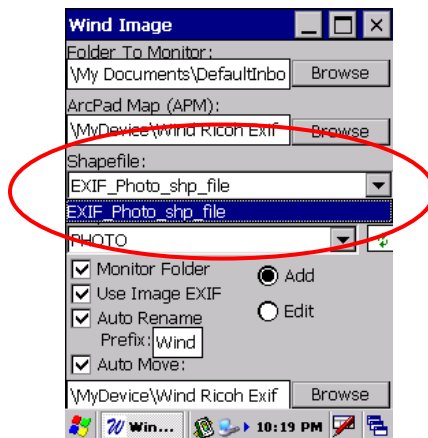 Wind Image
Folder To Monitor:
\My Documents\DefaultInbo Browse
ArcPad Map (APM):
\MyDevice\Wind Ricoh Exif Browse
Shapefile:
EXIF_Photo_shp_file
EXIF_Photo_shp_file
PHOTO
Monitor Folder
Add
Use Image EXIF
Edit
Auto Rename
Prefix: Wind
Auto Move:
\MyDevice\Wind Ricoh Exif Browse
Win... 10:19 PM